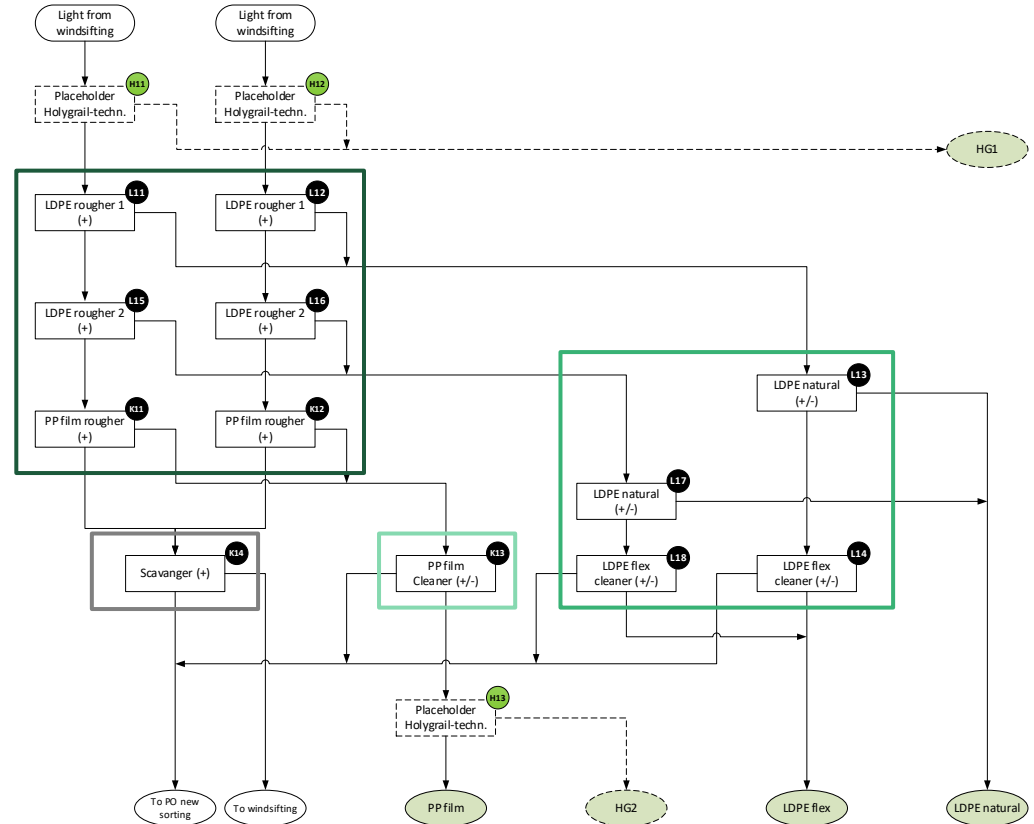 Light from
windsifting
Light from
windsifting
H11
Placeholder
Holygrail-techn.
H12
Placeholder
Holygrail-techn.
HG1
L11
LDPE rougher 1
(+)
L12
LDPE rougher 1
(+)
L15
LDPE rougher 2
(+)
L16
LDPE rougher 2
(+)
L13
LDPE natural
(+/-)
K11
PP film rougher
(+)
K12
PP film rougher
(+)
L17
LDPE natural
(+/-)
K14
Scavanger (+)
K13
PP film
Cleaner (+/-)
L18
LDPE flex
cleaner (+/-)
L14
LDPE flex
cleaner (+/-)
H13
Placeholder
Holygrail-techn.
To PO new
sorting
To windsifting
PP film
HG2
LDPE flex
LDPE natural